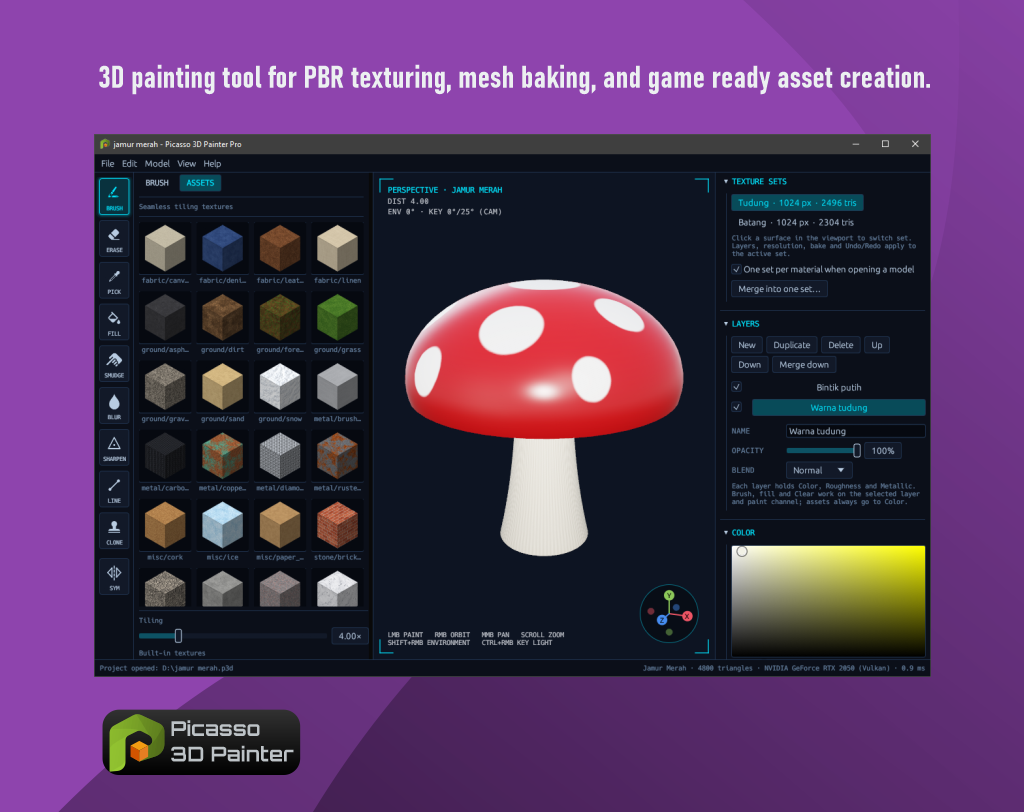 3D painting tool for PBR texturing, mesh baking, and game ready asset creation.
jamur merah - Picasso 3D Painter Pro
File Edit Model View Help
BRUSH
ERASE
PICK
FILL
SMUDGE
BLUR
SHARPEN
LINE
CLONE
SYM
BRUSH ASSETS
Seamless tiling textures
fabric/canv… fabric/deni… fabric/leat… fabric/linen
ground/asph… ground/dirt ground/fore… ground/grass
ground/grav… ground/sand ground/snow metal/brush…
metal/carbo… metal/coppe… metal/diamo… metal/ruste…
misc/cork misc/ice misc/paper_… stone/brick…
Tiling
4.00×
Built-in textures
PERSPECTIVE · JAMUR MERAH
DIST 4.00
ENV 0° · KEY 0°/25° (CAM)
Y
X
Z
LMB PAINT RMB ORBIT MMB PAN SCROLL ZOOM
SHIFT+RMB ENVIRONMENT CTRL+RMB KEY LIGHT
TEXTURE SETS
Tudung · 1024 px · 2496 tris
Batang · 1024 px · 2304 tris
Click a surface in the viewport to switch set.
Layers, resolution, bake and Undo/Redo apply to
the active set.
One set per material when opening a model
Merge into one set…
LAYERS
New Duplicate Delete Up
Down Merge down
Bintik putih
Warna tudung
NAME Warna tudung
OPACITY 100%
BLEND Normal
Each layer holds Color, Roughness and Metallic.
Brush, fill and Clear work on the selected layer
and paint channel; assets always go to Color.
COLOR
Project opened: D:\jamur merah.p3d
Jamur Merah · 4800 triangles · NVIDIA GeForce RTX 2050 (Vulkan) · 0.9 ms
Picasso
3D Painter